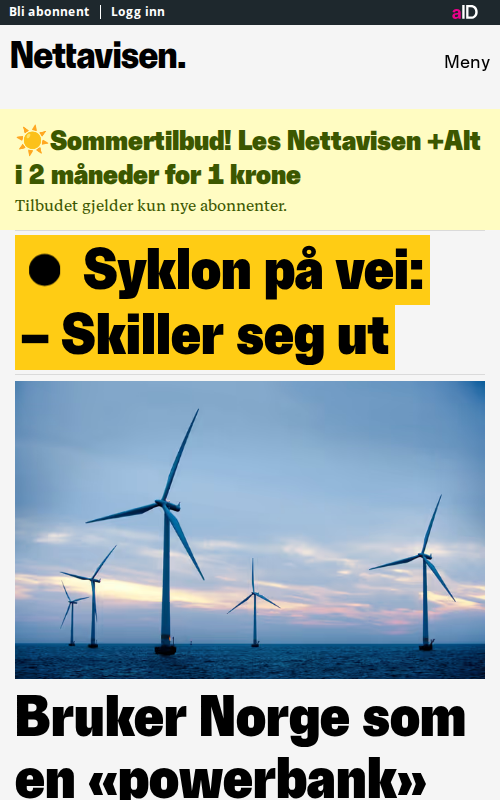 Bli abonnent | Logg inn
aID
Nettavisen.
Meny
☀️Sommertilbud! Les Nettavisen +Alt
i 2 måneder for 1 krone
Tilbudet gjelder kun nye abonnenter.
● Syklon på vei:
– Skiller seg ut
Bruker Norge som
en «powerbank»